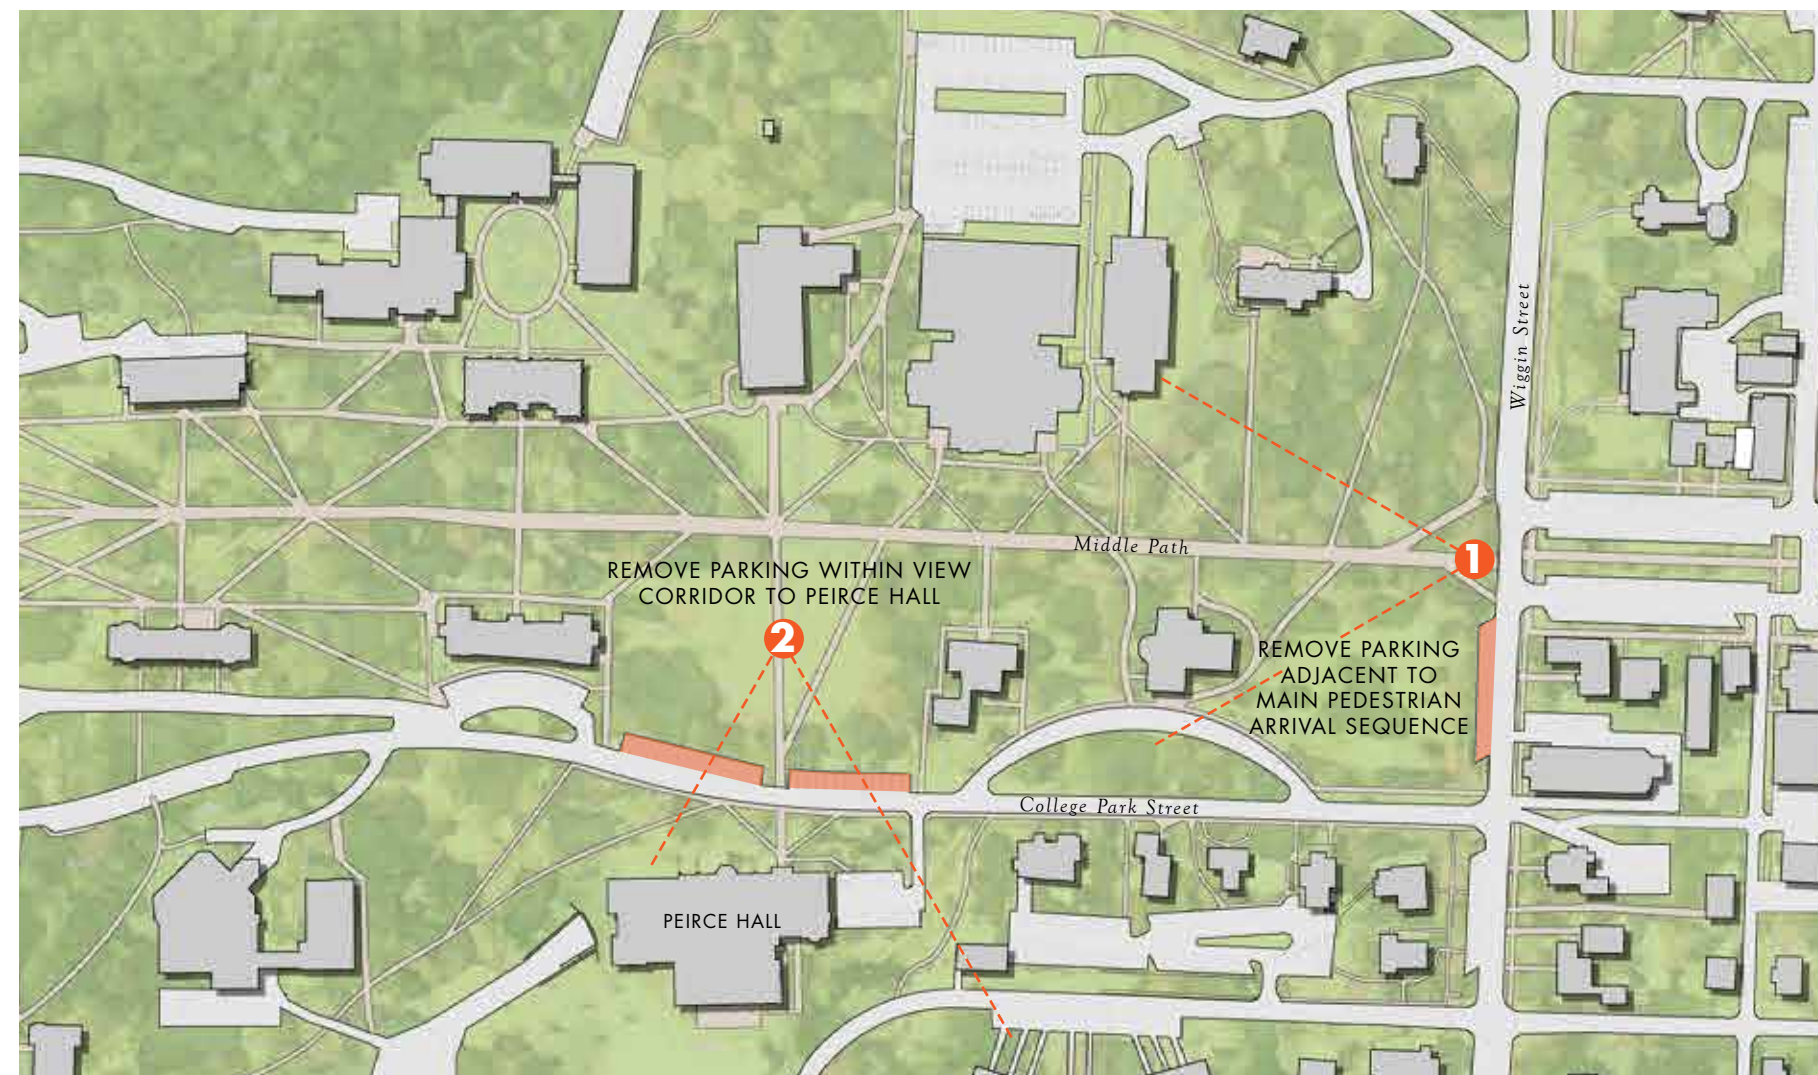 Wiggin Street
Middle Path
1
REMOVE PARKING WITHIN VIEW
CORRIDOR TO PEIRCE HALL
2
REMOVE PARKING
ADJACENT TO
MAIN PEDESTRIAN
ARRIVAL SEQUENCE
College Park Street
PEIRCE HALL